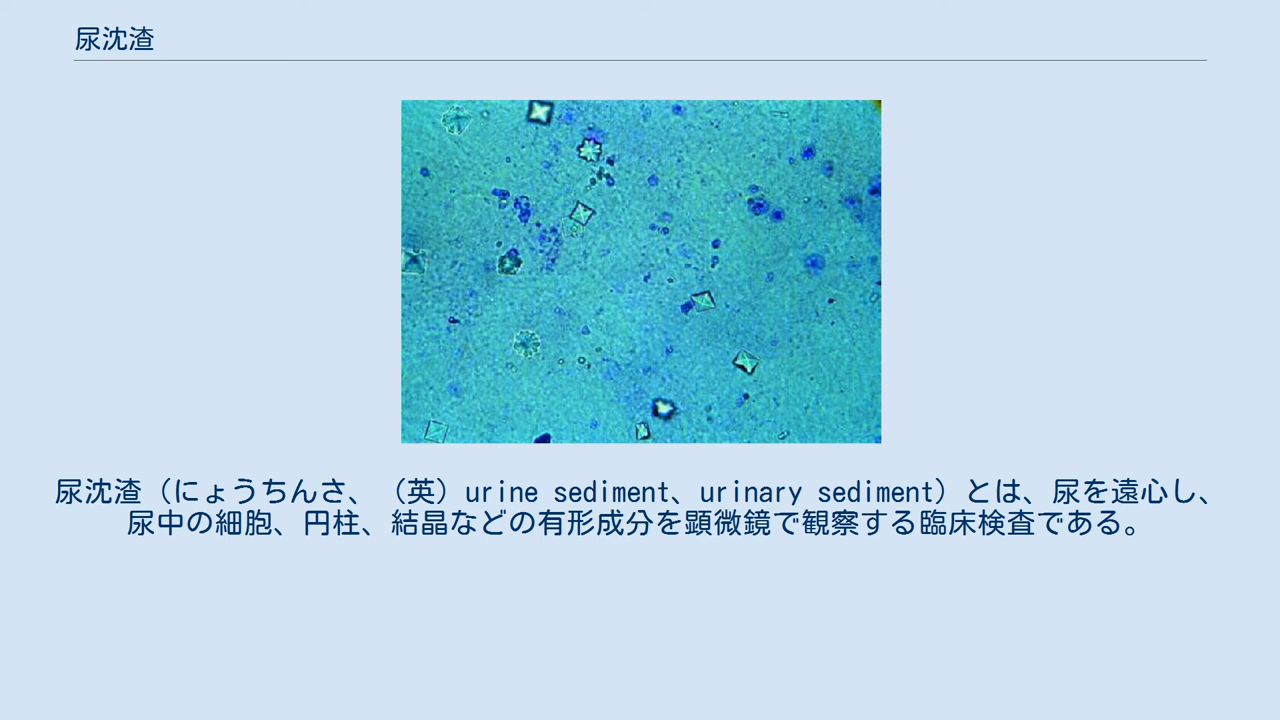 尿沈渣
尿沈渣（にょうちんさ、（英）urine sediment、urinary sediment）とは、尿を遠心し、
尿中の細胞、円柱、結晶などの有形成分を顕微鏡で観察する臨床検査である。